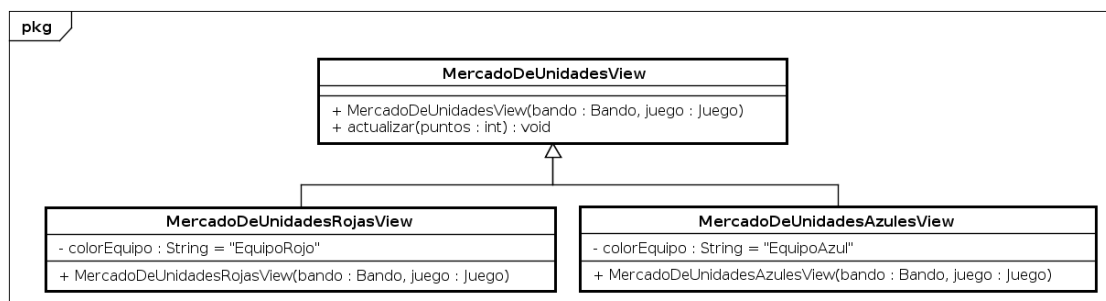 pkg
MercadoDeUnidadesView
+ MercadoDeUnidadesView(bando : Bando, juego : Juego)
+ actualizar(puntos : int) : void
MercadoDeUnidadesRojasView
- colorEquipo : String = "EquipoRojo"
+ MercadoDeUnidadesRojasView(bando : Bando, juego : Juego)
MercadoDeUnidadesAzulesView
- colorEquipo : String = "EquipoAzul"
+ MercadoDeUnidadesAzulesView(bando : Bando, juego : Juego)